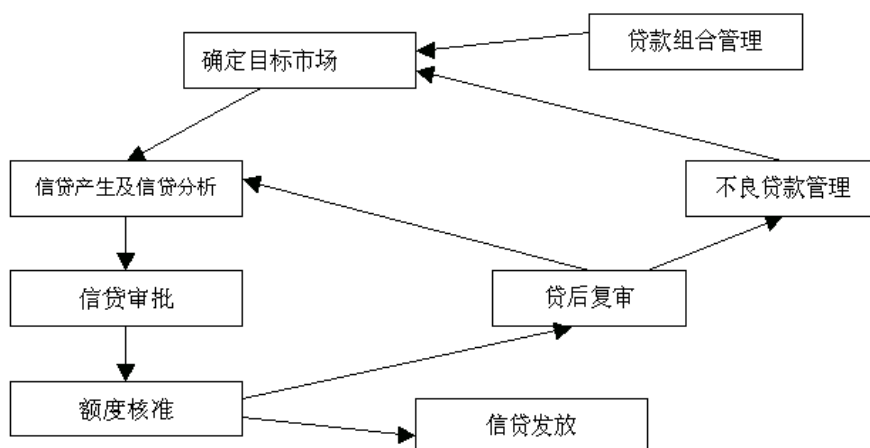 贷款组合管理
确定目标市场
信贷产生及信贷分析
不良贷款管理
信贷审批
贷后复审
额度核准
信贷发放